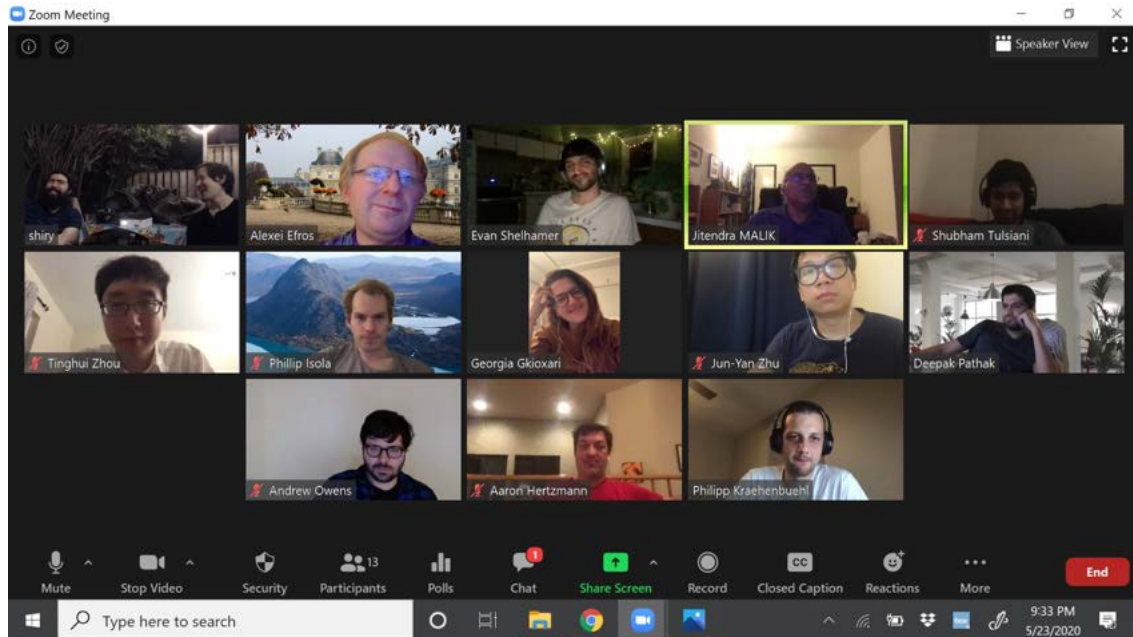 Zoom Meeting
Speaker View
shiry
Alexei Efros
Evan Shelhamer
Jitendra MALIK
Shubham Tulsiani
Tinghui Zhou
Phillip Isola
Georgia Gkioxari
Jun-Yan Zhu
Deepak Pathak
Andrew Owens
Aaron Hertzmann
Philipp Kraehenbuehl
13
1
CC
Mute
Stop Video
Security
Participants
Polls
Chat
Share Screen
Record
Closed Caption
Reactions
More
End
Type here to search
9:33 PM
5/23/2020